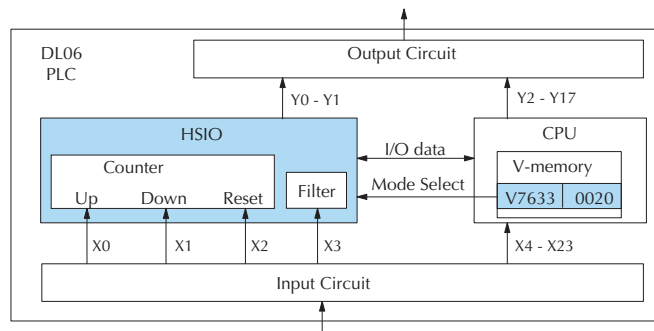 DL06
PLC
Output Circuit
Y0 - Y1
Y2 - Y17
HSIO
CPU
Counter
I/O data
V-memory
Up
Down
Reset
Filter
Mode Select
V7633
0020
X0
X1
X2
X3
X4 - X23
Input Circuit